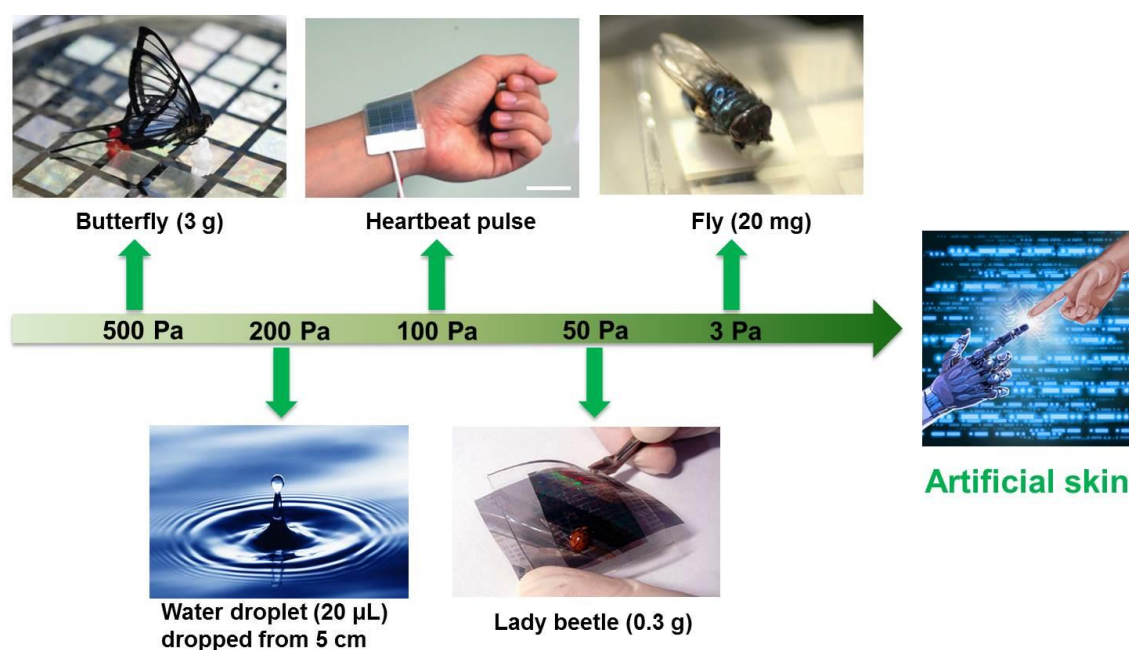 Butterfly (3 g)
Heartbeat pulse
Fly (20 mg)
500 Pa
200 Pa
100 Pa
50 Pa
3 Pa
Artificial skin
Water droplet (20 µL)
dropped from 5 cm
Lady beetle (0.3 g)